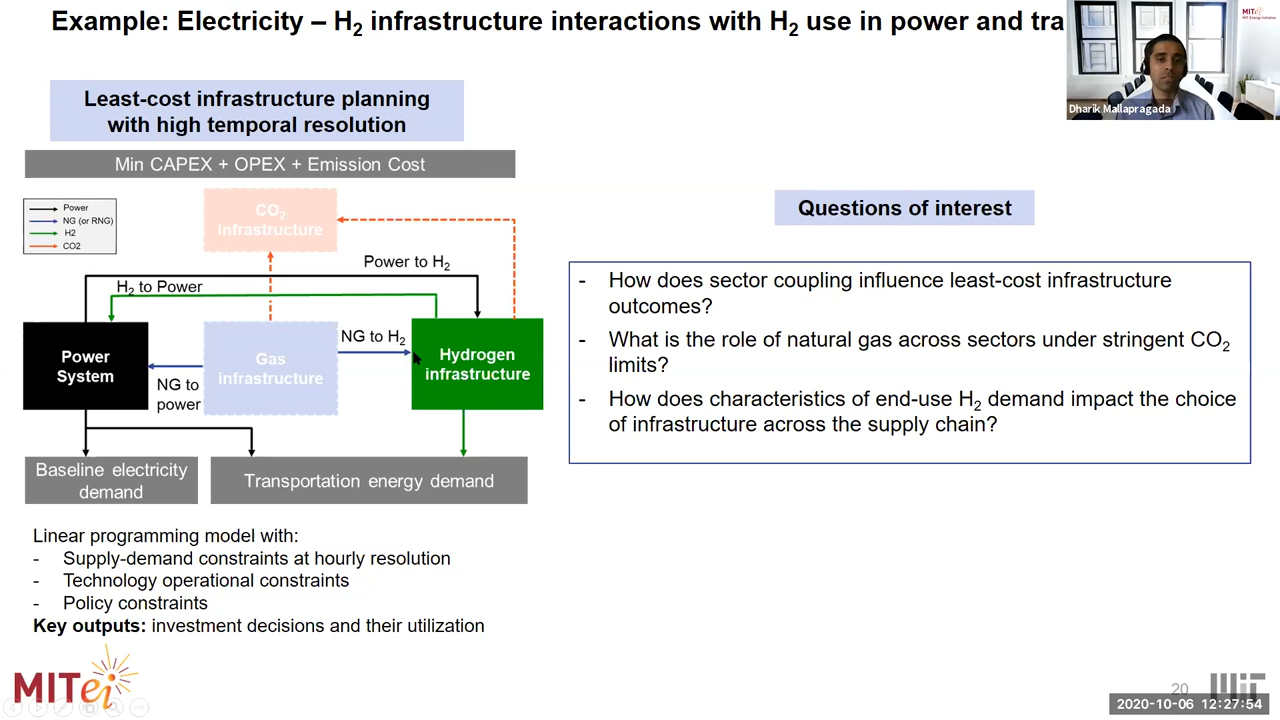 Example: Electricity – H2 infrastructure interactions with H2 use in power and tra
MITei
MIT Energy Initiative
Dharik Mallapragada
Least-cost infrastructure planning
with high temporal resolution
Min CAPEX + OPEX + Emission Cost
Power
NG (or RNG)
H2
CO2
CO2
infrastructure
Power to H2
H2 to Power
Power
System
Gas
infrastructure
NG to H2
Hydrogen
infrastructure
NG to
power
Baseline electricity
demand
Transportation energy demand
Linear programming model with:
- Supply-demand constraints at hourly resolution
- Technology operational constraints
- Policy constraints
Key outputs: investment decisions and their utilization
Questions of interest
- How does sector coupling influence least-cost infrastructure
outcomes?
- What is the role of natural gas across sectors under stringent CO2
limits?
- How does characteristics of end-use H2 demand impact the choice
of infrastructure across the supply chain?
MITei
20
MIT
2020-10-06 12:27:54